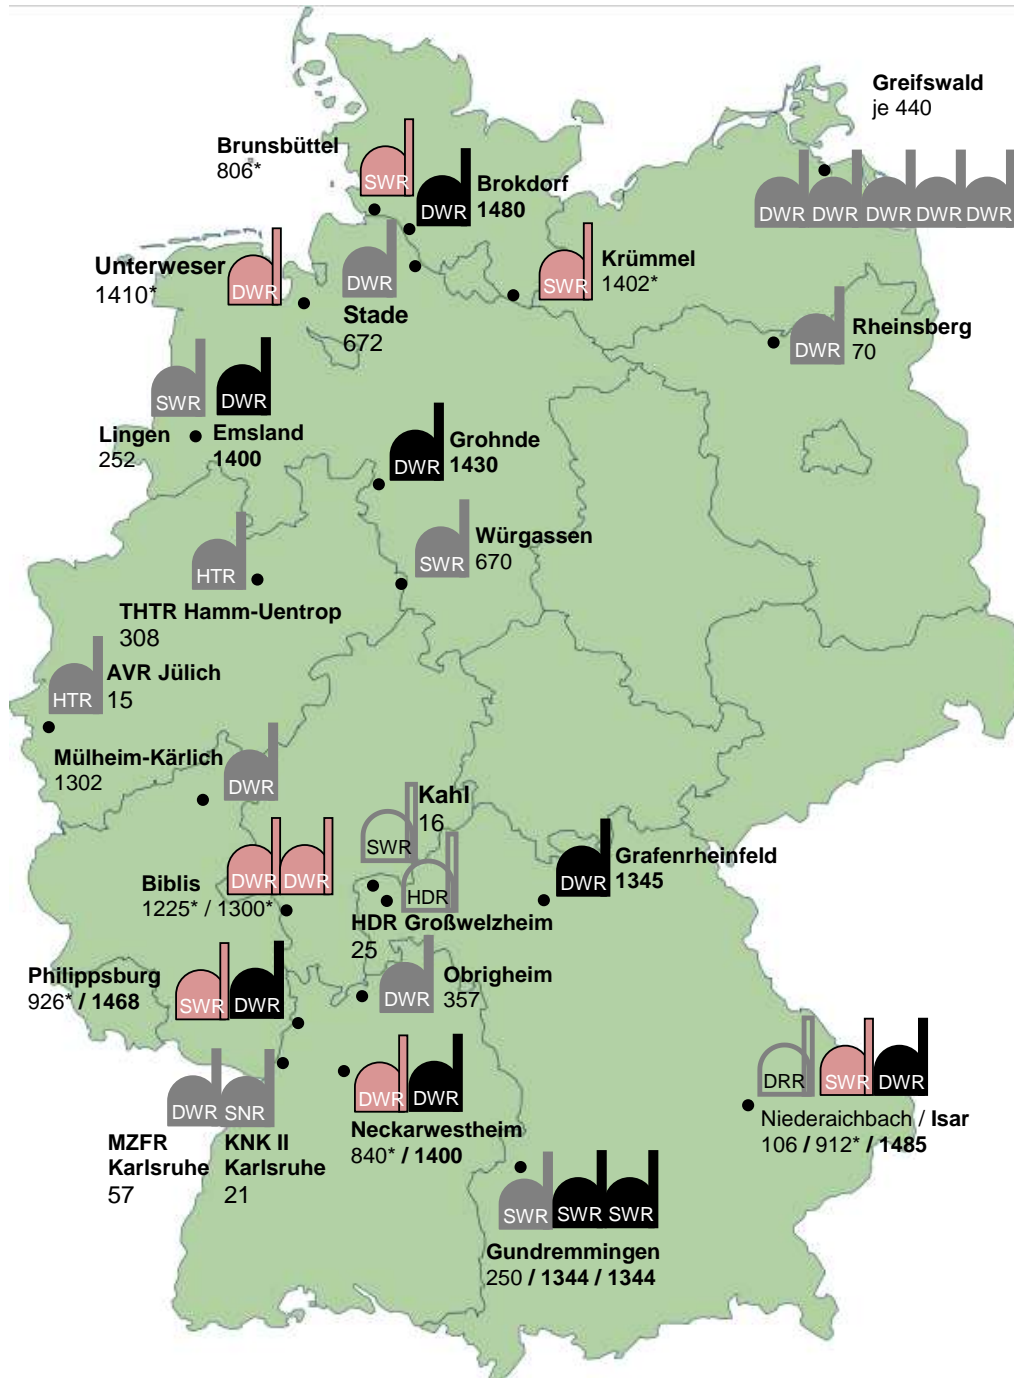 Greifswald
je 440
DWR DWR DWR DWR DWR
Brunsbüttel
806*
SWR
DWR
Brokdorf
1480
Unterweser
1410*
DWR
DWR
Stade
672
SWR
Krümmel
1402*
DWR
Rheinsberg
70
SWR
DWR
Lingen
252
Emsland
1400
DWR
Grohnde
1430
SWR
Würgassen
670
HTR
THTR Hamm-Uentrop
308
HTR
AVR Jülich
15
Mülheim-Kärlich
1302
DWR
Kahl
16
SWR
HDR
HDR Großwelzheim
25
DWR DWR
Biblis
1225* / 1300*
DWR
Grafenrheinfeld
1345
Philippsburg
926* / 1468
SWR DWR
DWR
Obrigheim
357
DWR SNR
MZFR
Karlsruhe
57
KNK II
Karlsruhe
21
DWR DWR
Neckarwestheim
840* / 1400
DRR SWR DWR
Niederaichbach / Isar
106 / 912* / 1485
SWR SWR SWR
Gundremmingen
250 / 1344 / 1344